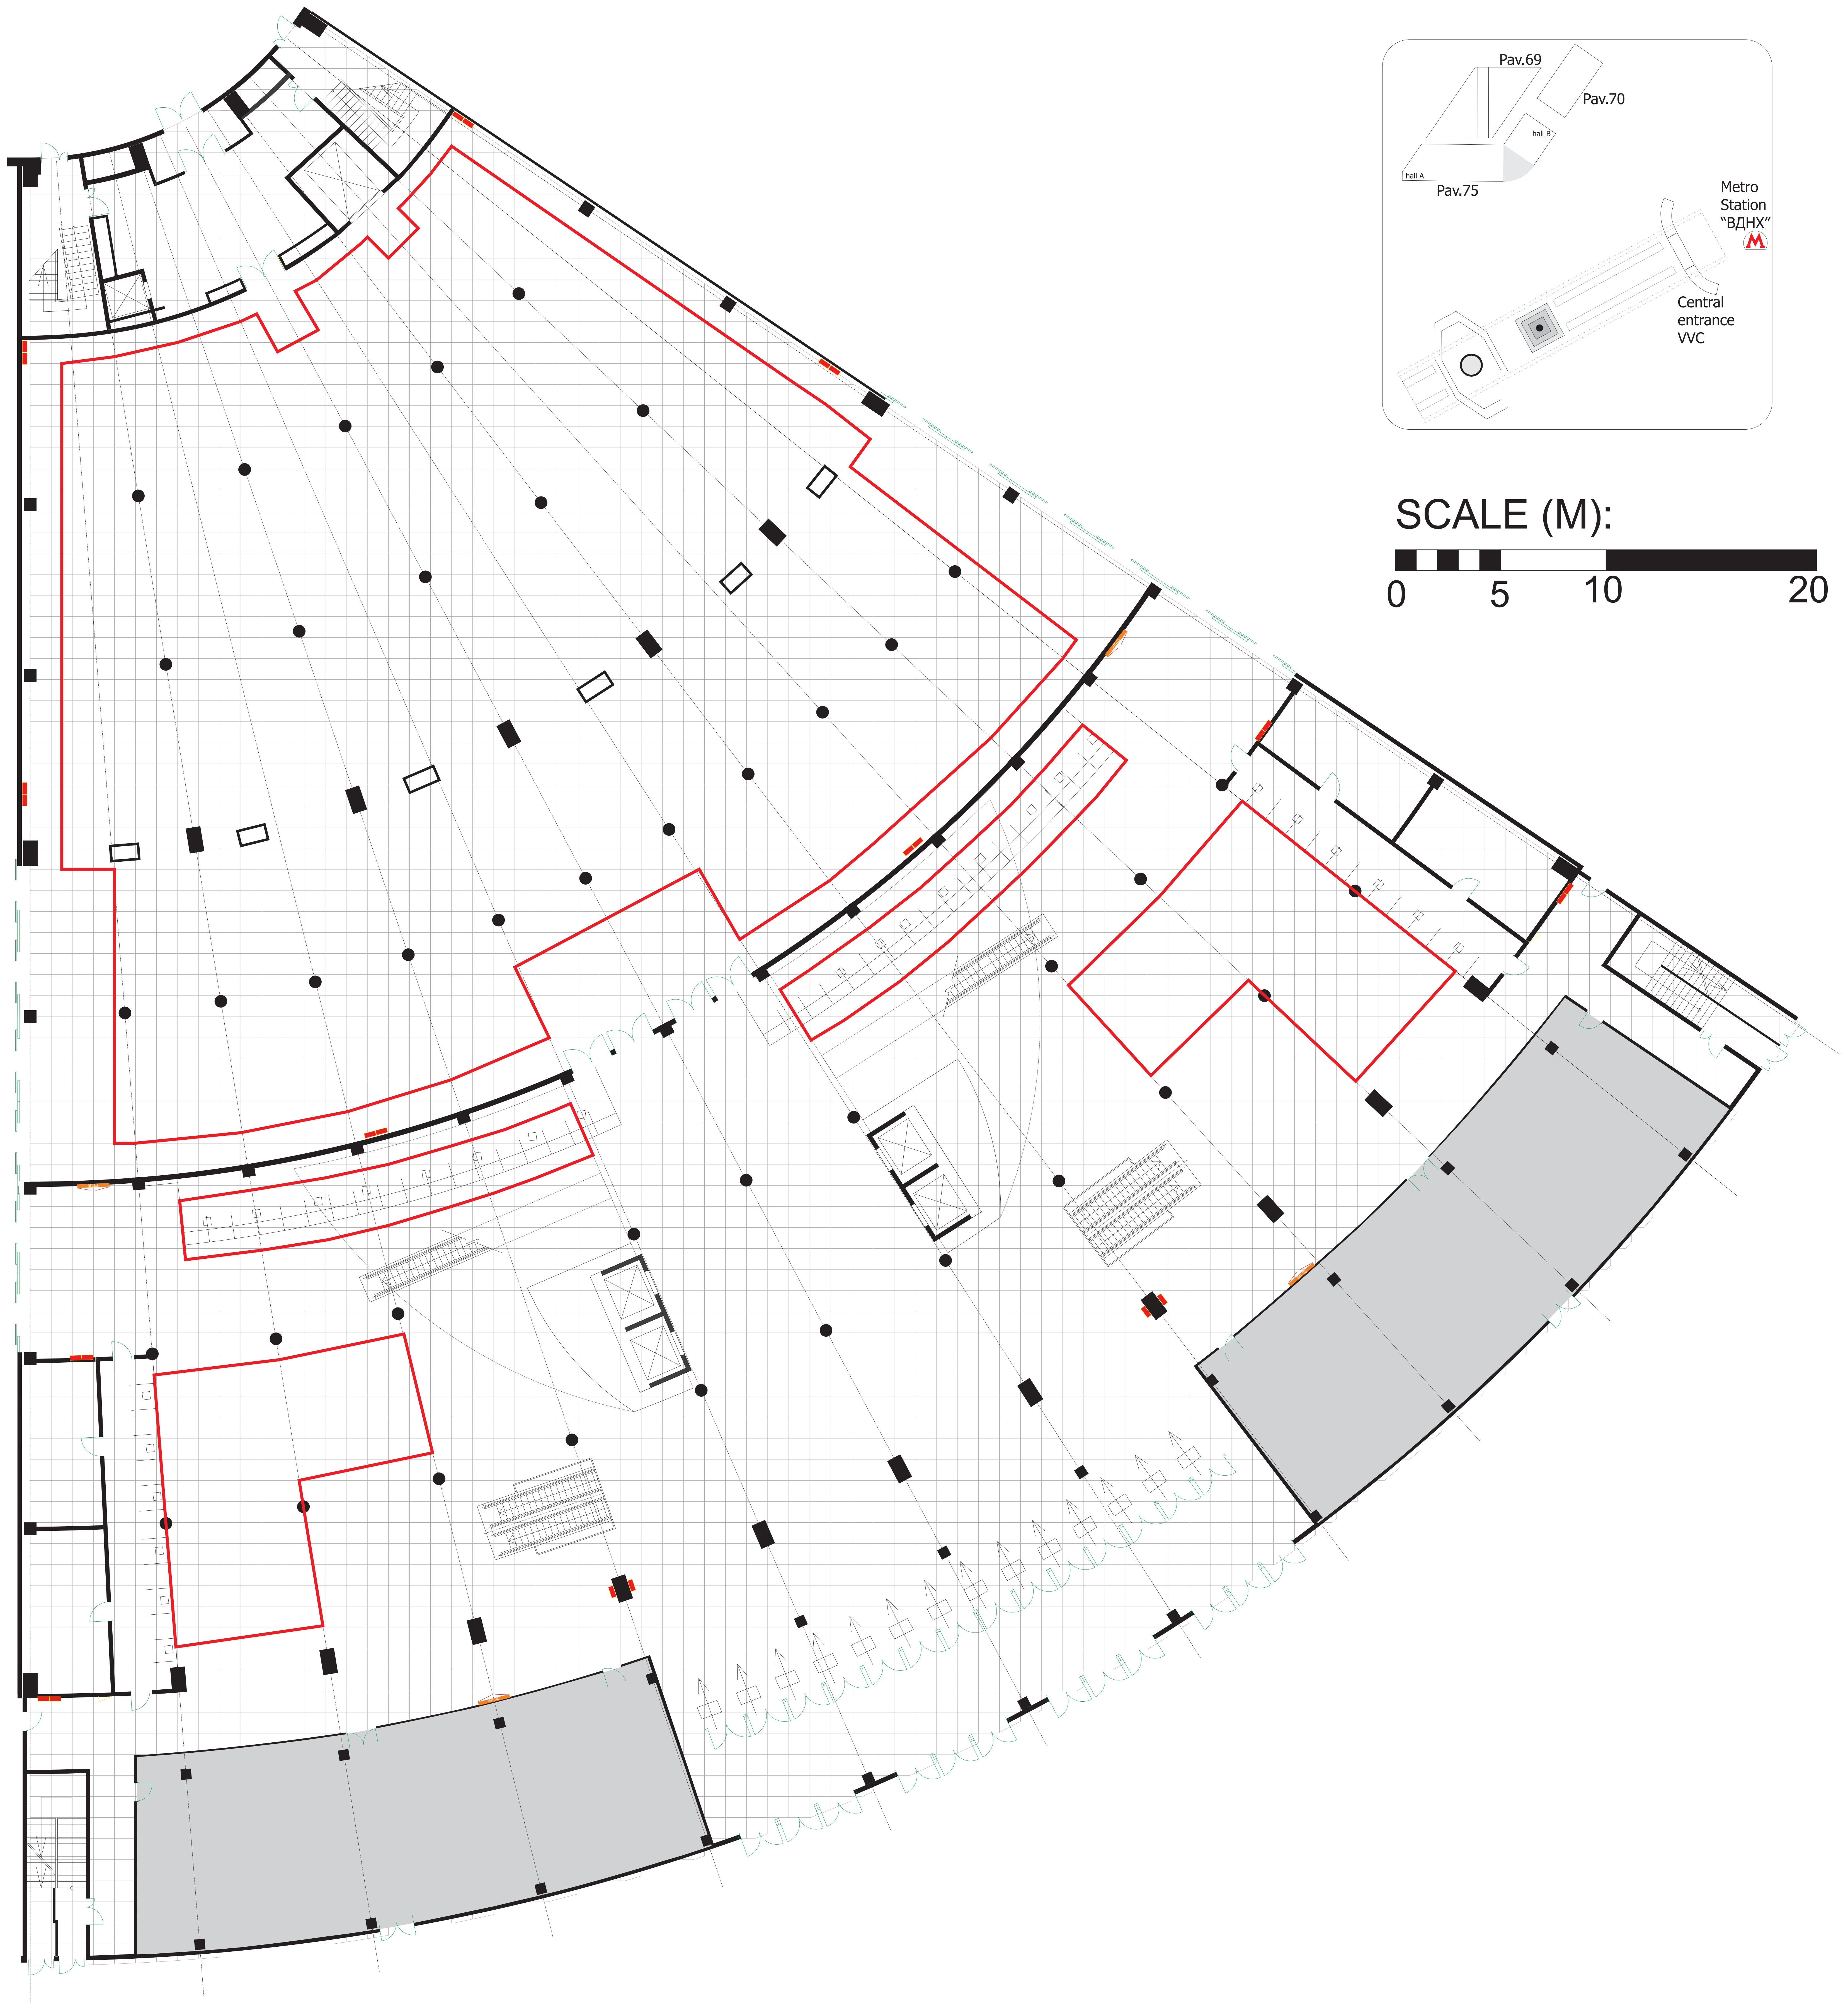 Pav.69
Pav.70
hall B
hall A
Pav.75
Metro
Station
“ВДНХ”
М
Central
entrance
VVC
SCALE (M):
0 5 10 20